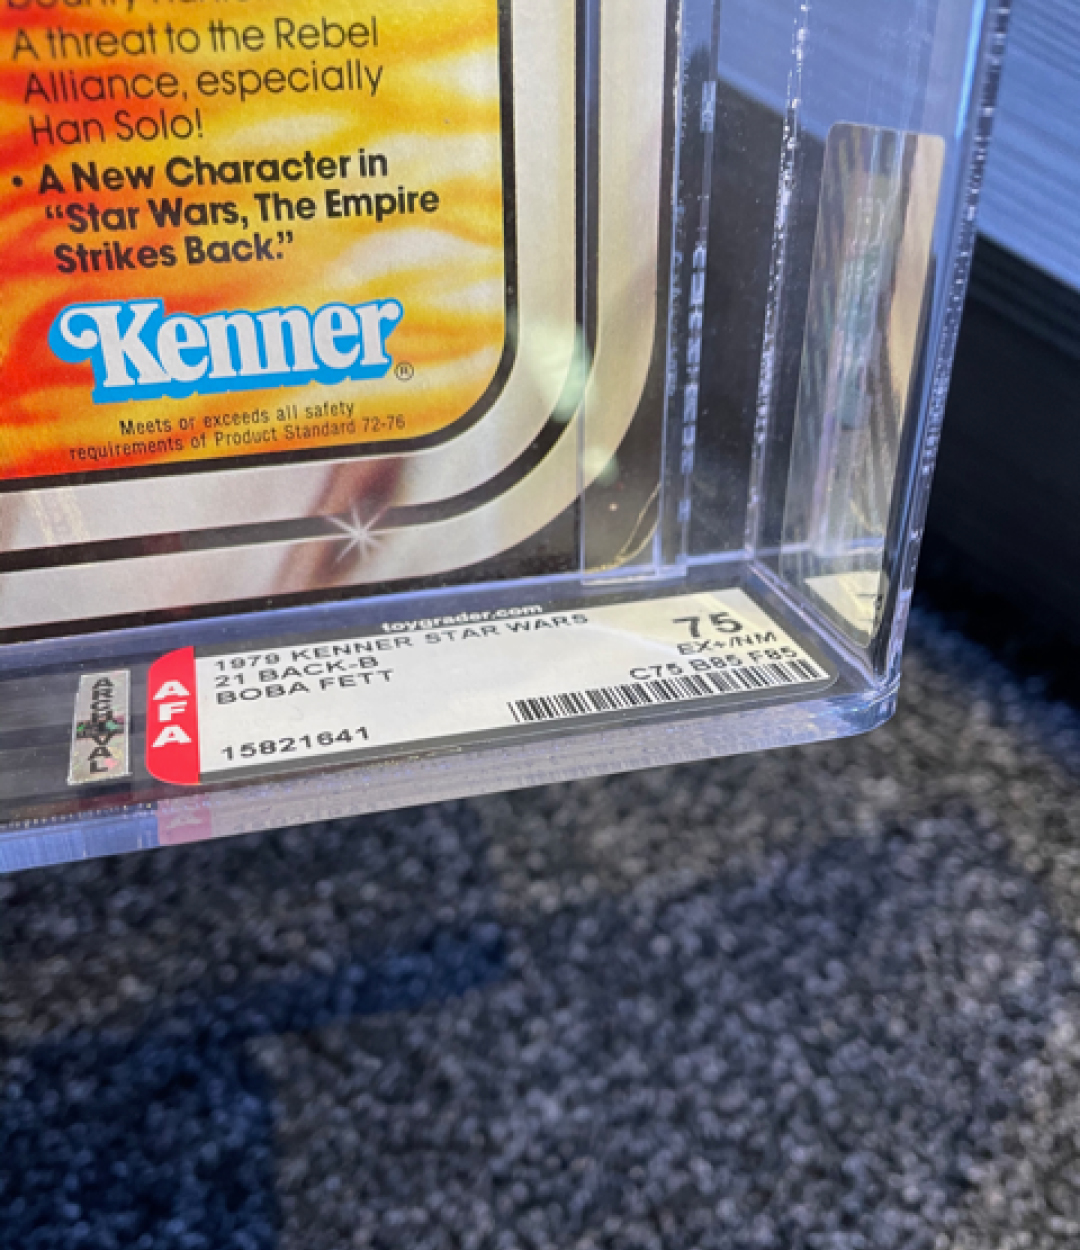 A threat to the Rebel
Alliance, especially
Han Solo!
• A New Character in
“Star Wars, The Empire
Strikes Back.”
Kenner®
Meets or exceeds all safety
requirements of Product Standard 72-76
toygrader.com
ARCHIVAL
AFA
1979 KENNER STAR WARS
21 BACK-B
BOBA FETT
15821641
75
EX+/NM
C75 B85 F85